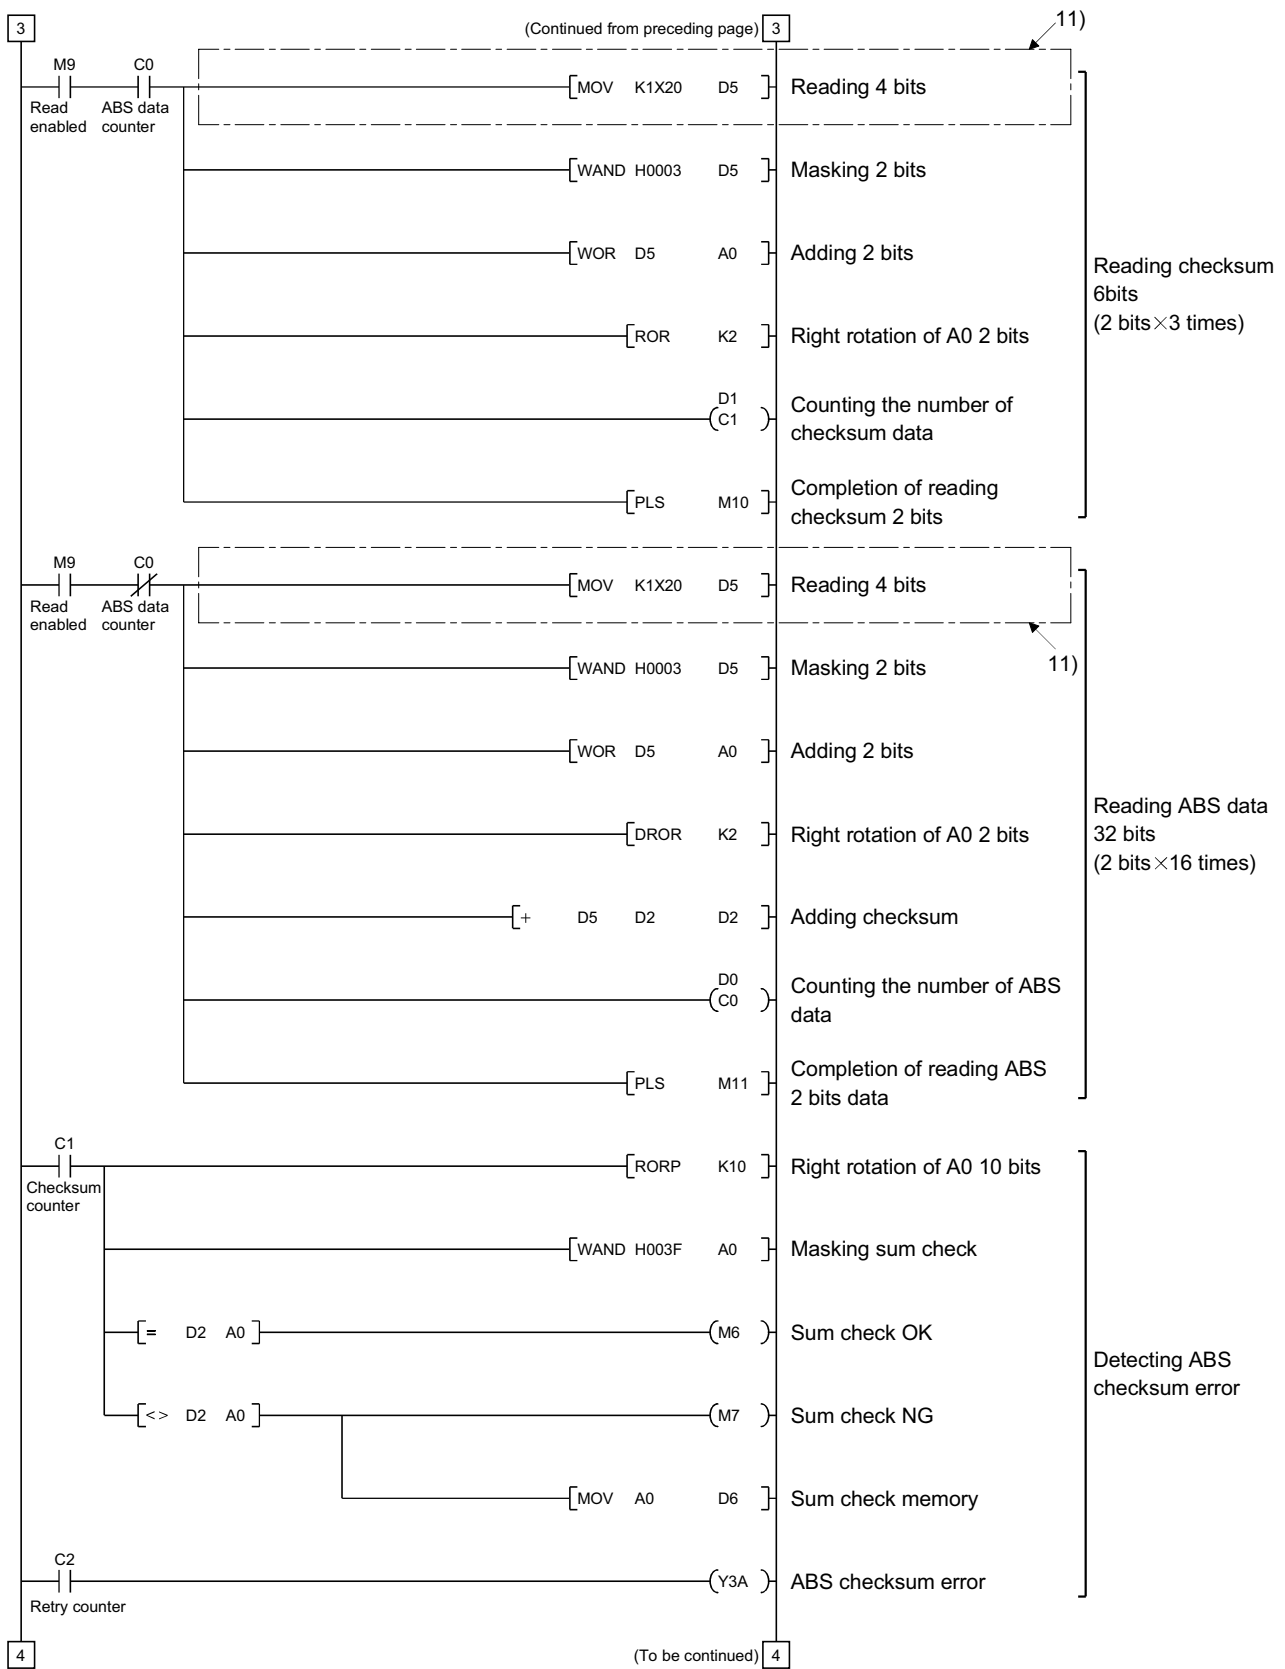 3
(Continued from preceding page) 3
11)
M9
C0
Read
enabled
ABS data
counter
MOV K1X20 D5
Reading 4 bits
WAND H0003 D5
Masking 2 bits
WOR D5 A0
Adding 2 bits
ROR K2
Right rotation of A0 2 bits
D1
C1
Counting the number of
checksum data
PLS M10
Completion of reading
checksum 2 bits
Reading checksum
6bits
(2 bits×3 times)
M9
C0
Read
enabled
ABS data
counter
MOV K1X20 D5
Reading 4 bits
11)
WAND H0003 D5
Masking 2 bits
WOR D5 A0
Adding 2 bits
DROR K2
Right rotation of A0 2 bits
+ D5 D2 D2
Adding checksum
D0
C0
Counting the number of ABS
data
PLS M11
Completion of reading ABS
2 bits data
Reading ABS data
32 bits
(2 bits×16 times)
C1
Checksum
counter
RORP K10
Right rotation of A0 10 bits
WAND H003F A0
Masking sum check
= D2 A0
M6
Sum check OK
<> D2 A0
M7
Sum check NG
MOV A0 D6
Sum check memory
C2
Retry counter
Y3A
ABS checksum error
Detecting ABS
checksum error
4
(To be continued) 4